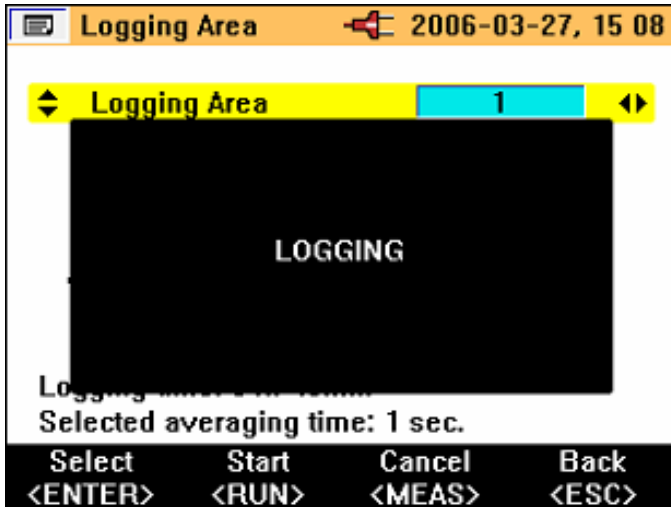 Logging Area 2006-03-27, 15 08
Logging Area 1
LOGGING
Selected averaging time: 1 sec.
Select Start Cancel Back
<ENTER> <RUN> <MEAS> <ESC>